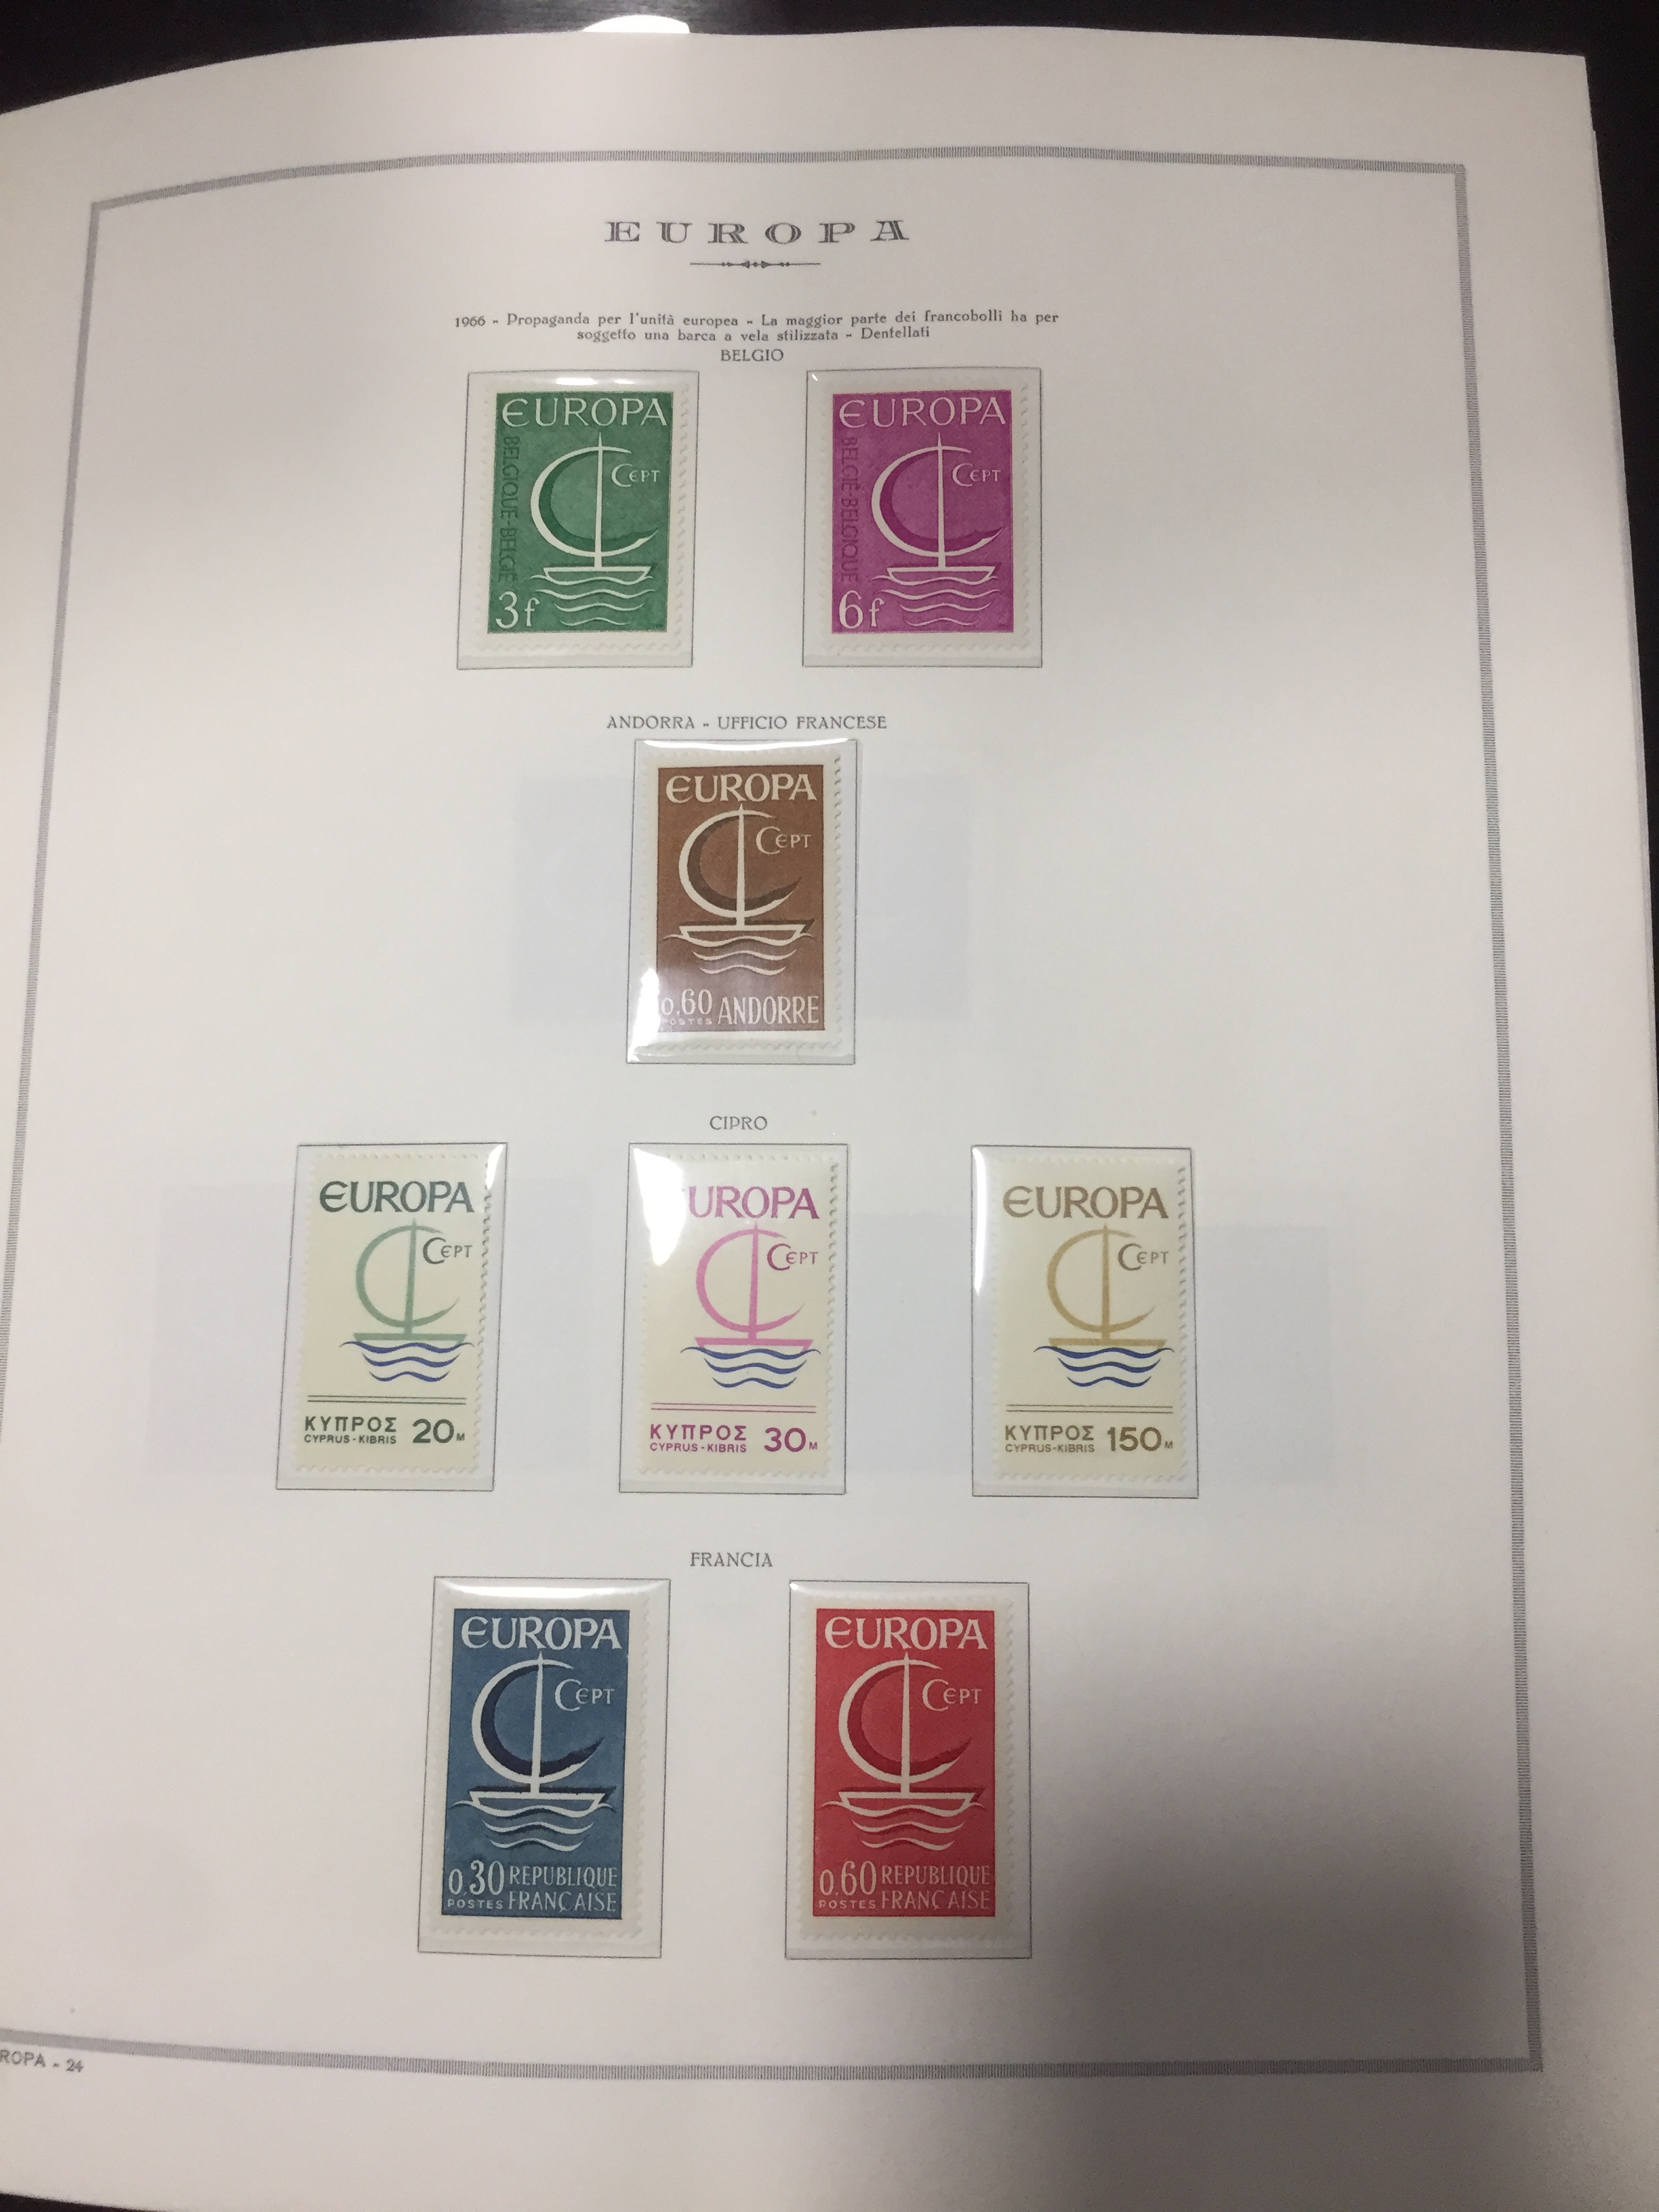 EUROPA
1966 - Propaganda per l'unità europea - La maggior parte dei francobolli ha per
soggetto una barca a vela stilizzata - Dentellati
BELGIO
EUROPA
CEPT
BELGIQUE-BELGIË
3f
EUROPA
CEPT
BELGIË-BELGIQUE
6f
ANDORRA - UFFICIO FRANCESE
EUROPA
CEPT
0,60 ANDORRE
POSTES
CIPRO
EUROPA
CEPT
ΚΥΠΡΟΣ 20 M
CYPRUS - KIBRIS
UROPA
CEPT
ΚΥΠΡΟΣ 30 M
CYPRUS - KIBRIS
EUROPA
CEPT
ΚΥΠΡΟΣ 150 M
CYPRUS - KIBRIS
FRANCIA
EUROPA
CEPT
0,30 REPUBLIQUE
POSTES FRANÇAISE
EUROPA
CEPT
0,60 REPUBLIQUE
POSTES FRANÇAISE
ROPA - 24